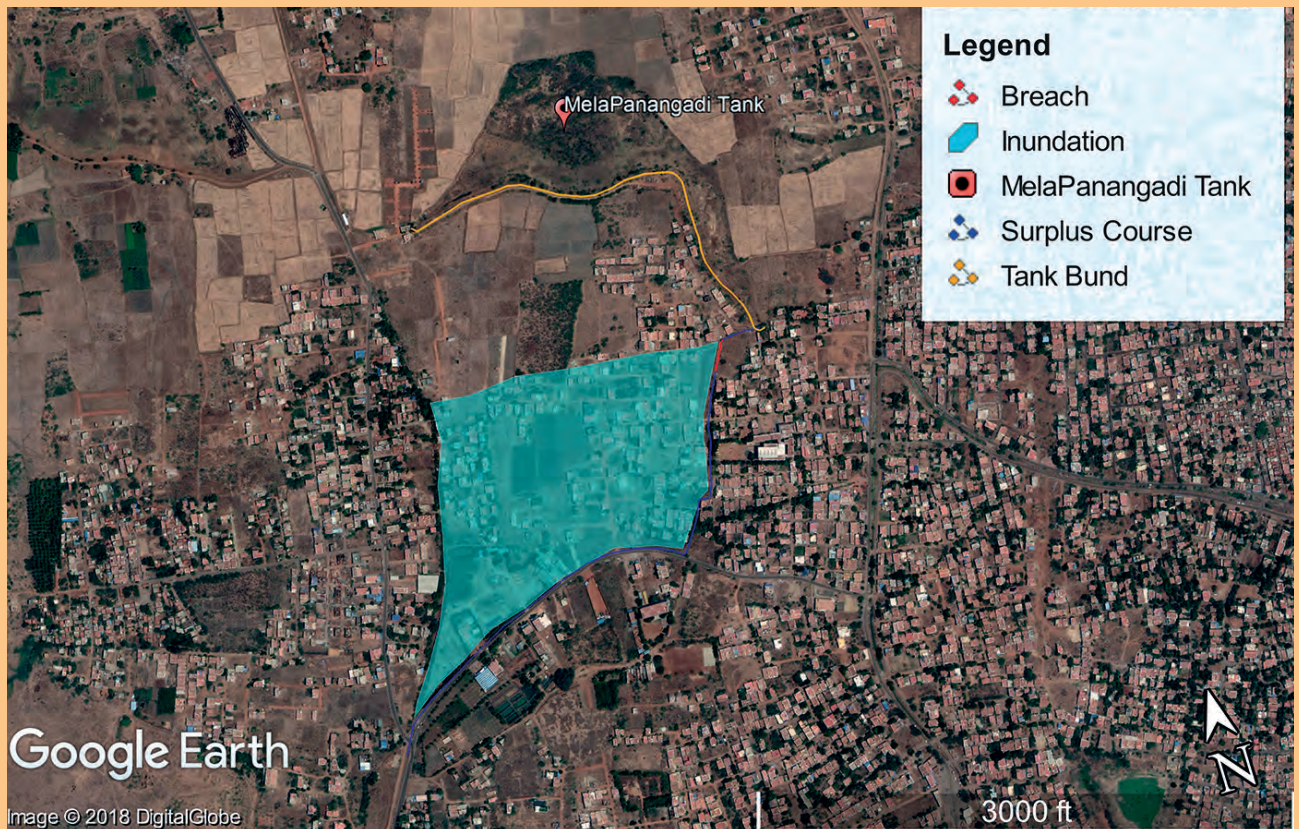 Legend
Breach
Inundation
MelaPanangadi Tank
Surplus Course
Tank Bund
MelaPanangadi Tank
N
Google Earth
Image © 2018 DigitalGlobe
3000 ft